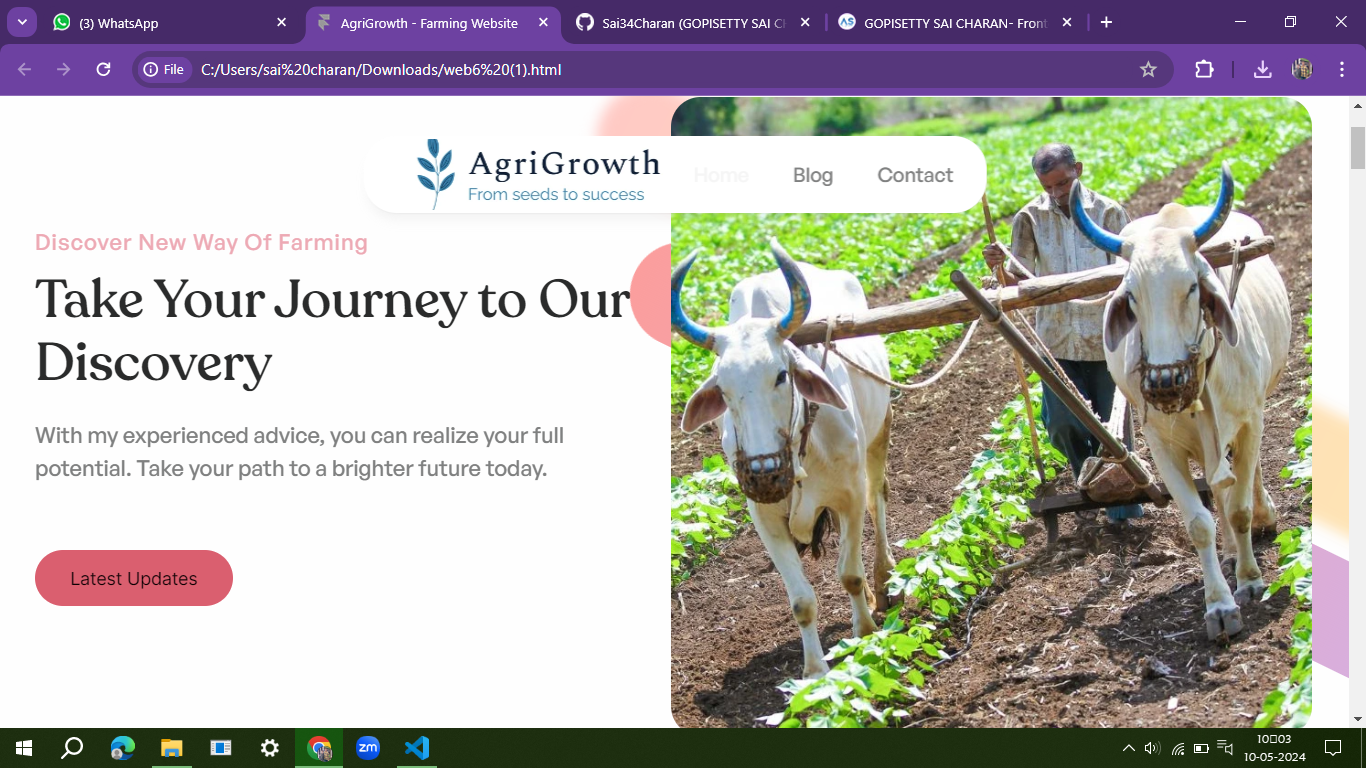 (3) WhatsApp
AgriGrowth - Farming Website
Sai34Charan (GOPISETTY SAI C
GOPISETTY SAI CHARAN- Front
File
C:/Users/sai%20charan/Downloads/web6%20(1).html
AgriGrowth
From seeds to success
Home
Blog
Contact
Discover New Way Of Farming
Take Your Journey to Our
Discovery
With my experienced advice, you can realize your full
potential. Take your path to a brighter future today.
Latest Updates
zm
10▯03
10-05-2024